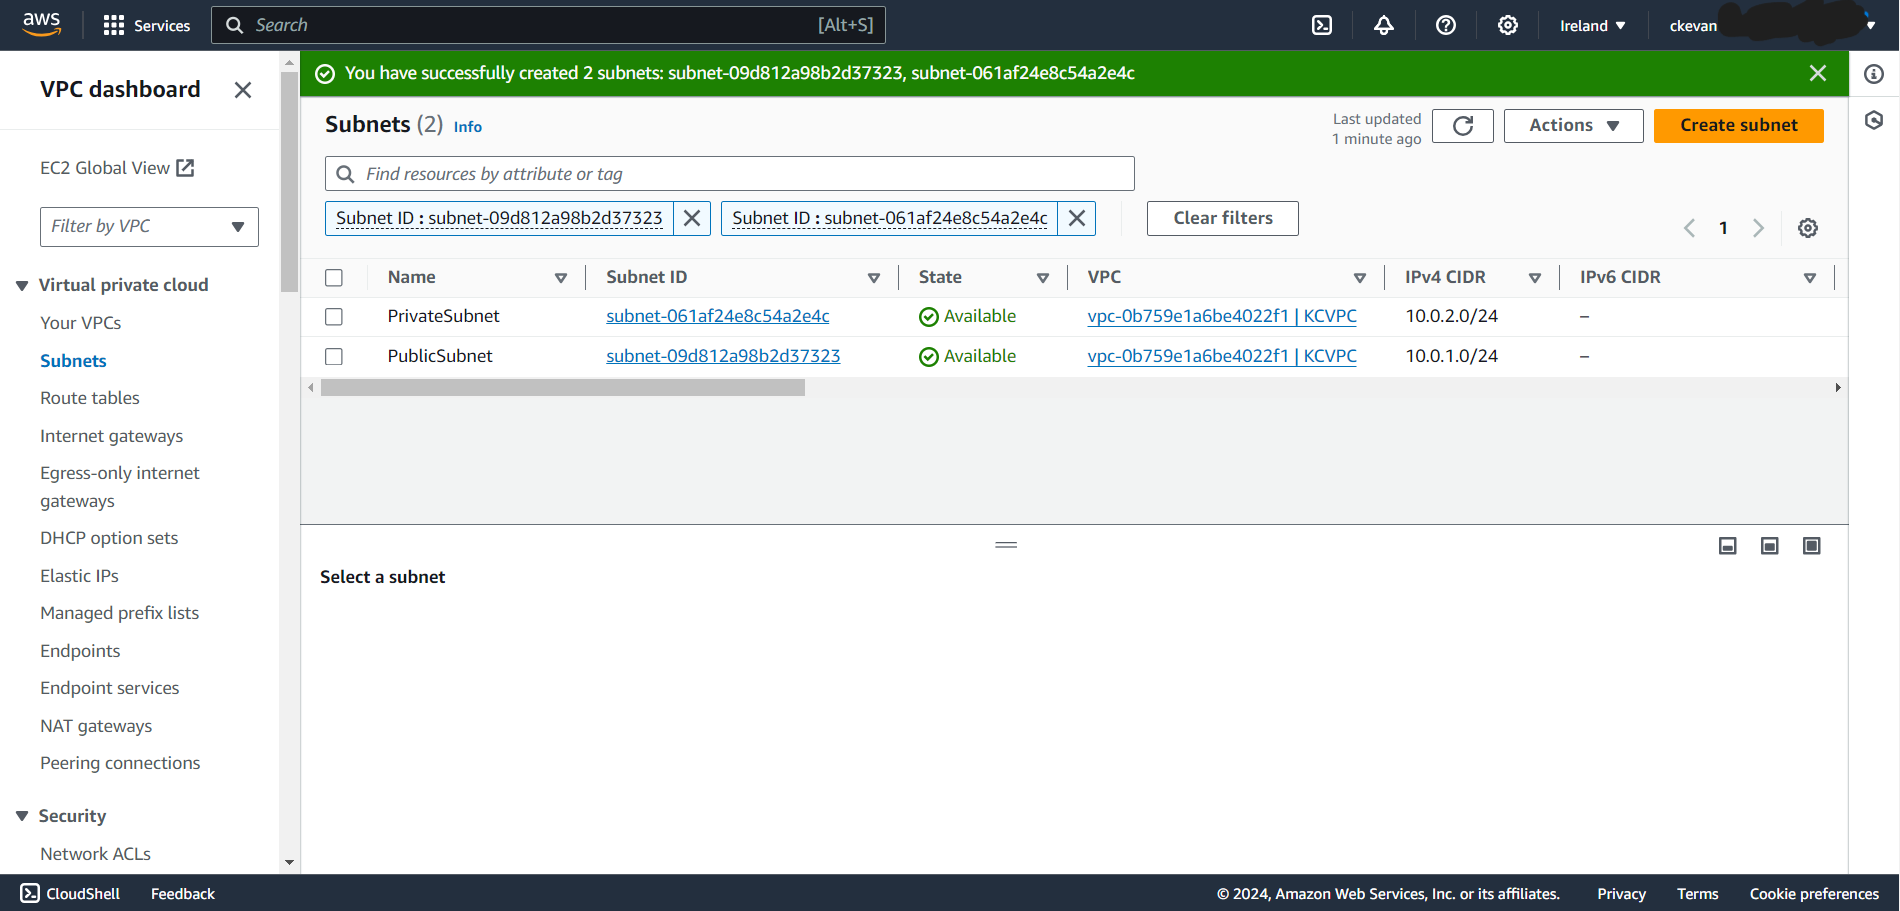 aws Services Search [Alt+S] Ireland ckevan
VPC dashboard
EC2 Global View
Filter by VPC
Virtual private cloud
Your VPCs
Subnets
Route tables
Internet gateways
Egress-only internet
gateways
DHCP option sets
Elastic IPs
Managed prefix lists
Endpoints
Endpoint services
NAT gateways
Peering connections
Security
Network ACLs
You have successfully created 2 subnets: subnet-09d812a98b2d37323, subnet-061af24e8c54a2e4c
Subnets (2) Info
Last updated
1 minute ago
Actions
Create subnet
Find resources by attribute or tag
Subnet ID : subnet-09d812a98b2d37323 Subnet ID : subnet-061af24e8c54a2e4c Clear filters 1
Name Subnet ID State VPC IPv4 CIDR IPv6 CIDR
PrivateSubnet subnet-061af24e8c54a2e4c Available vpc-0b759e1a6be4022f1 | KCVPC 10.0.2.0/24 –
PublicSubnet subnet-09d812a98b2d37323 Available vpc-0b759e1a6be4022f1 | KCVPC 10.0.1.0/24 –
Select a subnet
CloudShell Feedback © 2024, Amazon Web Services, Inc. or its affiliates. Privacy Terms Cookie preferences